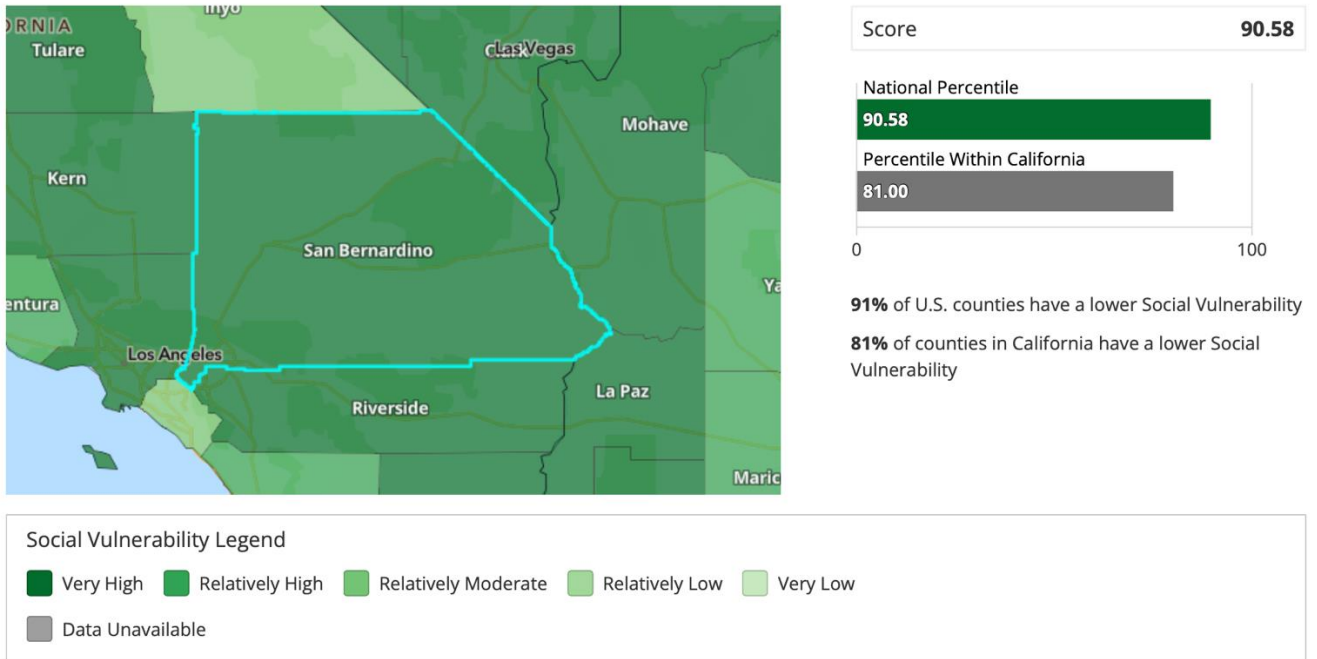 Inyo
ORNIA
Tulare
Las Vegas
Mohave
Kern
San Bernardino
entura
Ya
Los Angeles
La Paz
Riverside
Maric
Score 90.58
National Percentile
90.58
Percentile Within California
81.00
0 100
91% of U.S. counties have a lower Social Vulnerability
81% of counties in California have a lower Social
Vulnerability
Social Vulnerability Legend
Very High Relatively High Relatively Moderate Relatively Low Very Low
Data Unavailable